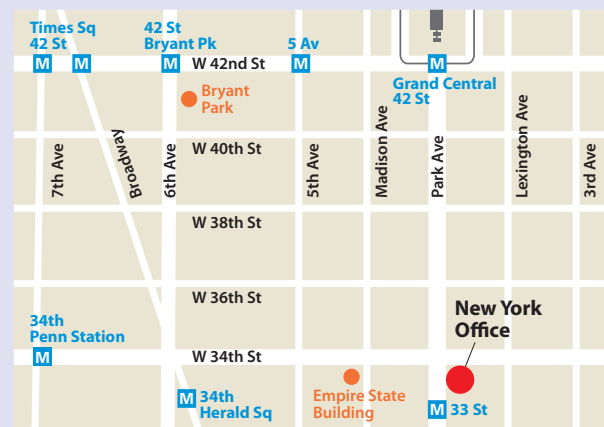 Times Sq
42 St
42 St
Bryant Pk
5 Av
M
M
M
W 42nd St
M
M
Grand Central
42 St
Bryant
Park
7th Ave
Broadway
6th Ave
W 40th St
5th Ave
Madison Ave
Park Ave
Lexington Ave
3rd Ave
W 38th St
W 36th St
New York
Office
34th
Penn Station
M
W 34th St
M
34th
Herald Sq
Empire State
Building
M
33 St